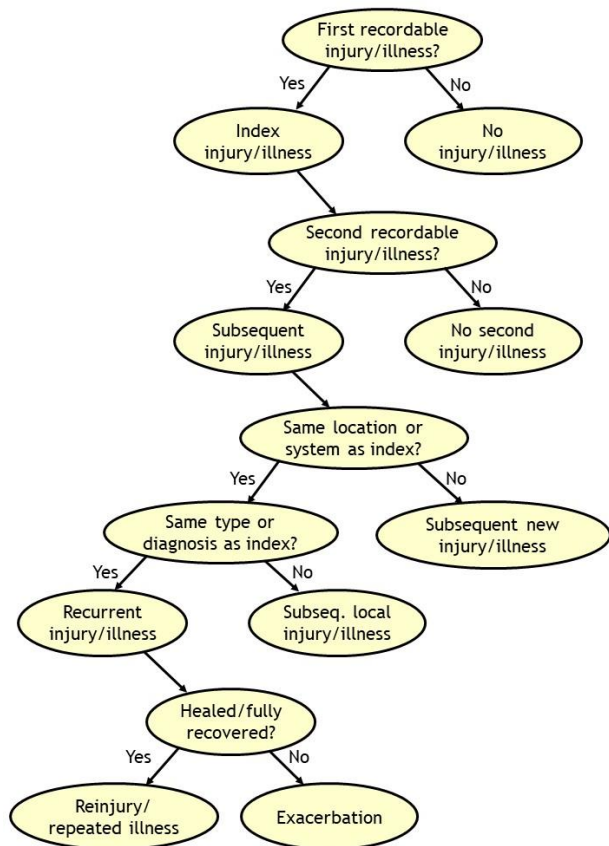 First recordable
injury/illness?
Yes
No
Index
injury/illness
No
injury/illness
Second recordable
injury/illness?
Yes
No
Subsequent
injury/illness
No second
injury/illness
Same location or
system as index?
Yes
No
Same type or
diagnosis as index?
Subsequent new
injury/illness
Yes
No
Recurrent
injury/illness
Subseq. local
injury/illness
Healed/fully
recovered?
Yes
No
Reinjury/
repeated illness
Exacerbation